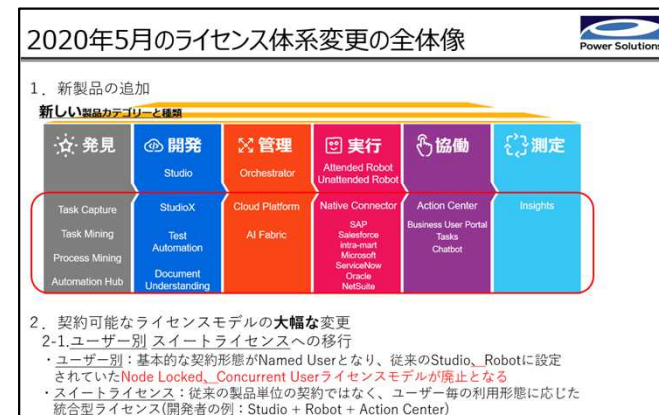 2020年5月のライセンス体系変更の全体像
Power Solutions
1．新製品の追加
新しい製品カテゴリーと種類
発見
開発
Studio
管理
Orchestrator
実行
Attended Robot
Unattended Robot
協働
測定
Task Capture
Task Mining
Process Mining
Automation Hub
StudioX
Test
Automation
Document
Understanding
Cloud Platform
AI Fabric
Native Connector
SAP
Salesforce
intra-mart
Microsoft
ServiceNow
Oracle
NetSuite
Action Center
Business User Portal
Tasks
Chatbot
Insights
2．契約可能なライセンスモデルの大幅な変更
2-1.ユーザー別 スイートライセンスへの移行
・ユーザー別：基本的な契約形態がNamed Userとなり、従来のStudio、Robotに設定
されていたNode Locked、Concurrent Userライセンスモデルが廃止となる
・スイートライセンス：従来の製品単位の契約ではなく、ユーザー毎の利用形態に応じた
統合型ライセンス(開発者の例：Studio + Robot + Action Center)